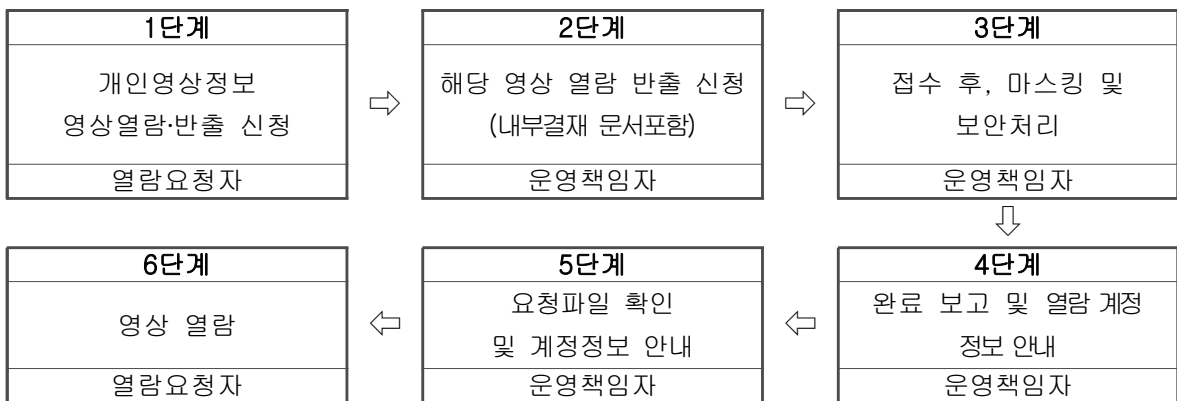 1단계
개인영상정보
영상열람·반출 신청
열람요청자
⇨
2단계
해당 영상 열람 반출 신청
(내부결재 문서포함)
운영책임자
⇨
3단계
접수 후, 마스킹 및
보안처리
운영책임자
⇩
4단계
완료 보고 및 열람 계정
정보 안내
운영책임자
⇦
5단계
요청파일 확인
및 계정정보 안내
운영책임자
⇦
6단계
영상 열람
열람요청자